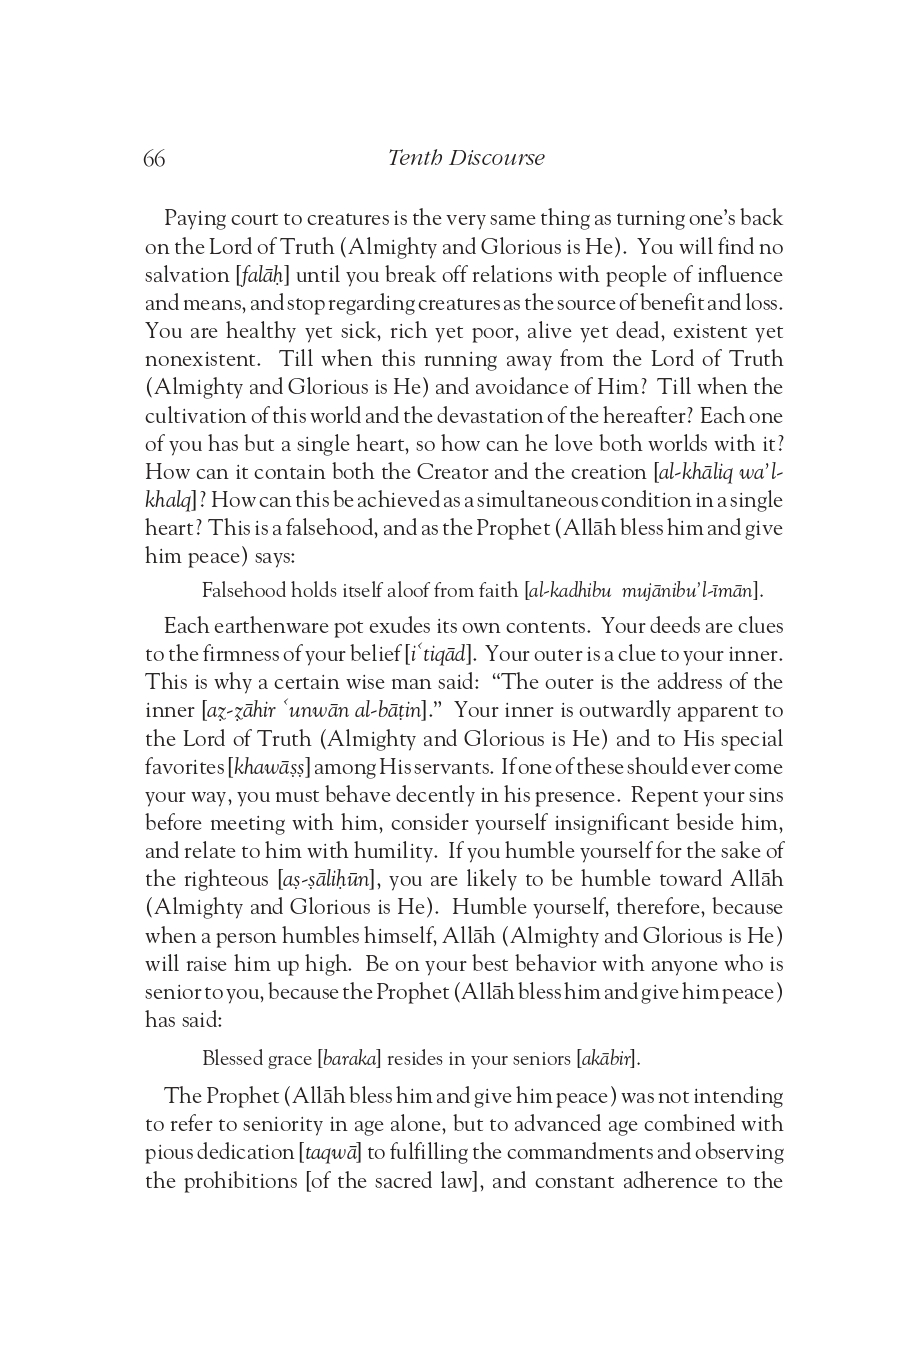 66
Tenth Discourse
Paying court to creatures is the very same thing as turning one’s back
on the Lord of Truth (Almighty and Glorious is He).  You will find no
salvation [falāḥ] until you break off relations with people of influence
and means, and stop regarding creatures as the source of benefit and loss.
You are healthy yet sick, rich yet poor, alive yet dead, existent yet
nonexistent.  Till when this running away from the Lord of Truth
(Almighty and Glorious is He) and avoidance of Him?  Till when the
cultivation of this world and the devastation of the hereafter?  Each one
of you has but a single heart, so how can he love both worlds with it?
How can it contain both the Creator and the creation [al-khāliq wa’l-
khalq]? How can this be achieved as a simultaneous condition in a single
heart?  This is a falsehood, and as the Prophet (Allāh bless him and give
him peace) says:
Falsehood holds itself aloof from faith [al-kadhibu  mujānibu’l-īmān].
Each earthenware pot exudes its own contents.  Your deeds are clues
to the firmness of your belief [iʿtiqād].  Your outer is a clue to your inner.
This is why a certain wise man said:  “The outer is the address of the
inner [aẓ-ẓāhir ʿunwān al-bāṭin].”  Your inner is outwardly apparent to
the Lord of Truth (Almighty and Glorious is He) and to His special
favorites [khawāṣṣ] among His servants.  If one of these should ever come
your way, you must behave decently in his presence.  Repent your sins
before meeting with him, consider yourself insignificant beside him,
and relate to him with humility.  If you humble yourself for the sake of
the righteous [aṣ-ṣāliḥūn], you are likely to be humble toward Allāh
(Almighty and Glorious is He).  Humble yourself, therefore, because
when a person humbles himself, Allāh (Almighty and Glorious is He)
will raise him up high.  Be on your best behavior with anyone who is
senior to you, because the Prophet (Allāh bless him and give him peace)
has said:
Blessed grace [baraka] resides in your seniors [akābir].
The Prophet (Allāh bless him and give him peace) was not intending
to refer to seniority in age alone, but to advanced age combined with
pious dedication [taqwā] to fulfilling the commandments and observing
the prohibitions [of the sacred law], and constant adherence to the